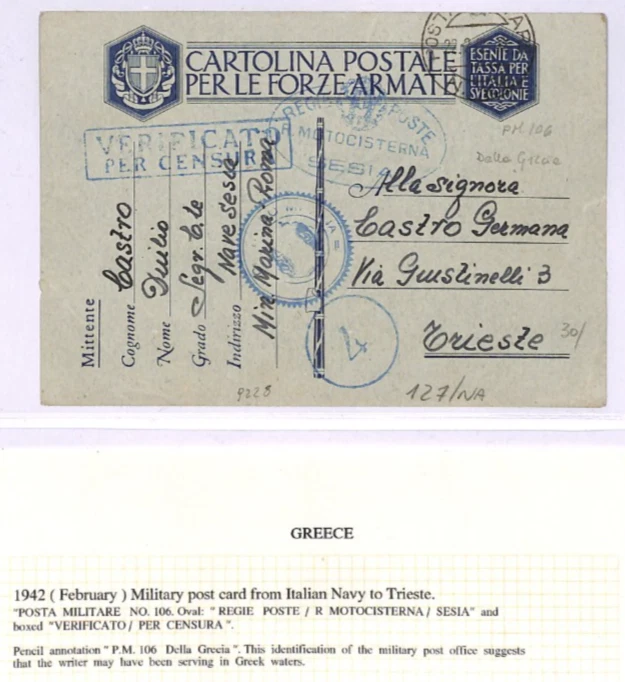 CARTOLINA POSTALE
PER LE FORZE ARMATE
ESENTE DA
TASSA PER
L'ITALIA E
SUE COLONIE
VERIFICATO
PER CENSURA
REGIE POSTE
R. MOTOCISTERNA
SESIA
PM 106
Dalla Grecia
Mittente
Cognome Castro
Nome Duilio
Grado Segr. C.le
Indirizzo Nave Sesia
Min. Marina Roma
Alla Signora
Castro Germana
Via Giustinelli 3
Trieste
30/
4
9228
127/NA
GREECE
1942 ( February ) Military post card from Italian Navy to Trieste.
"POSTA MILITARE NO. 106. Oval: " REGIE POSTE / R MOTOCISTERNA / SESIA" and
boxed "VERIFICATO / PER CENSURA ".
Pencil annotation " P.M. 106 Della Grecia ". This identification of the military post office suggests
that the writer may have been serving in Greek waters.